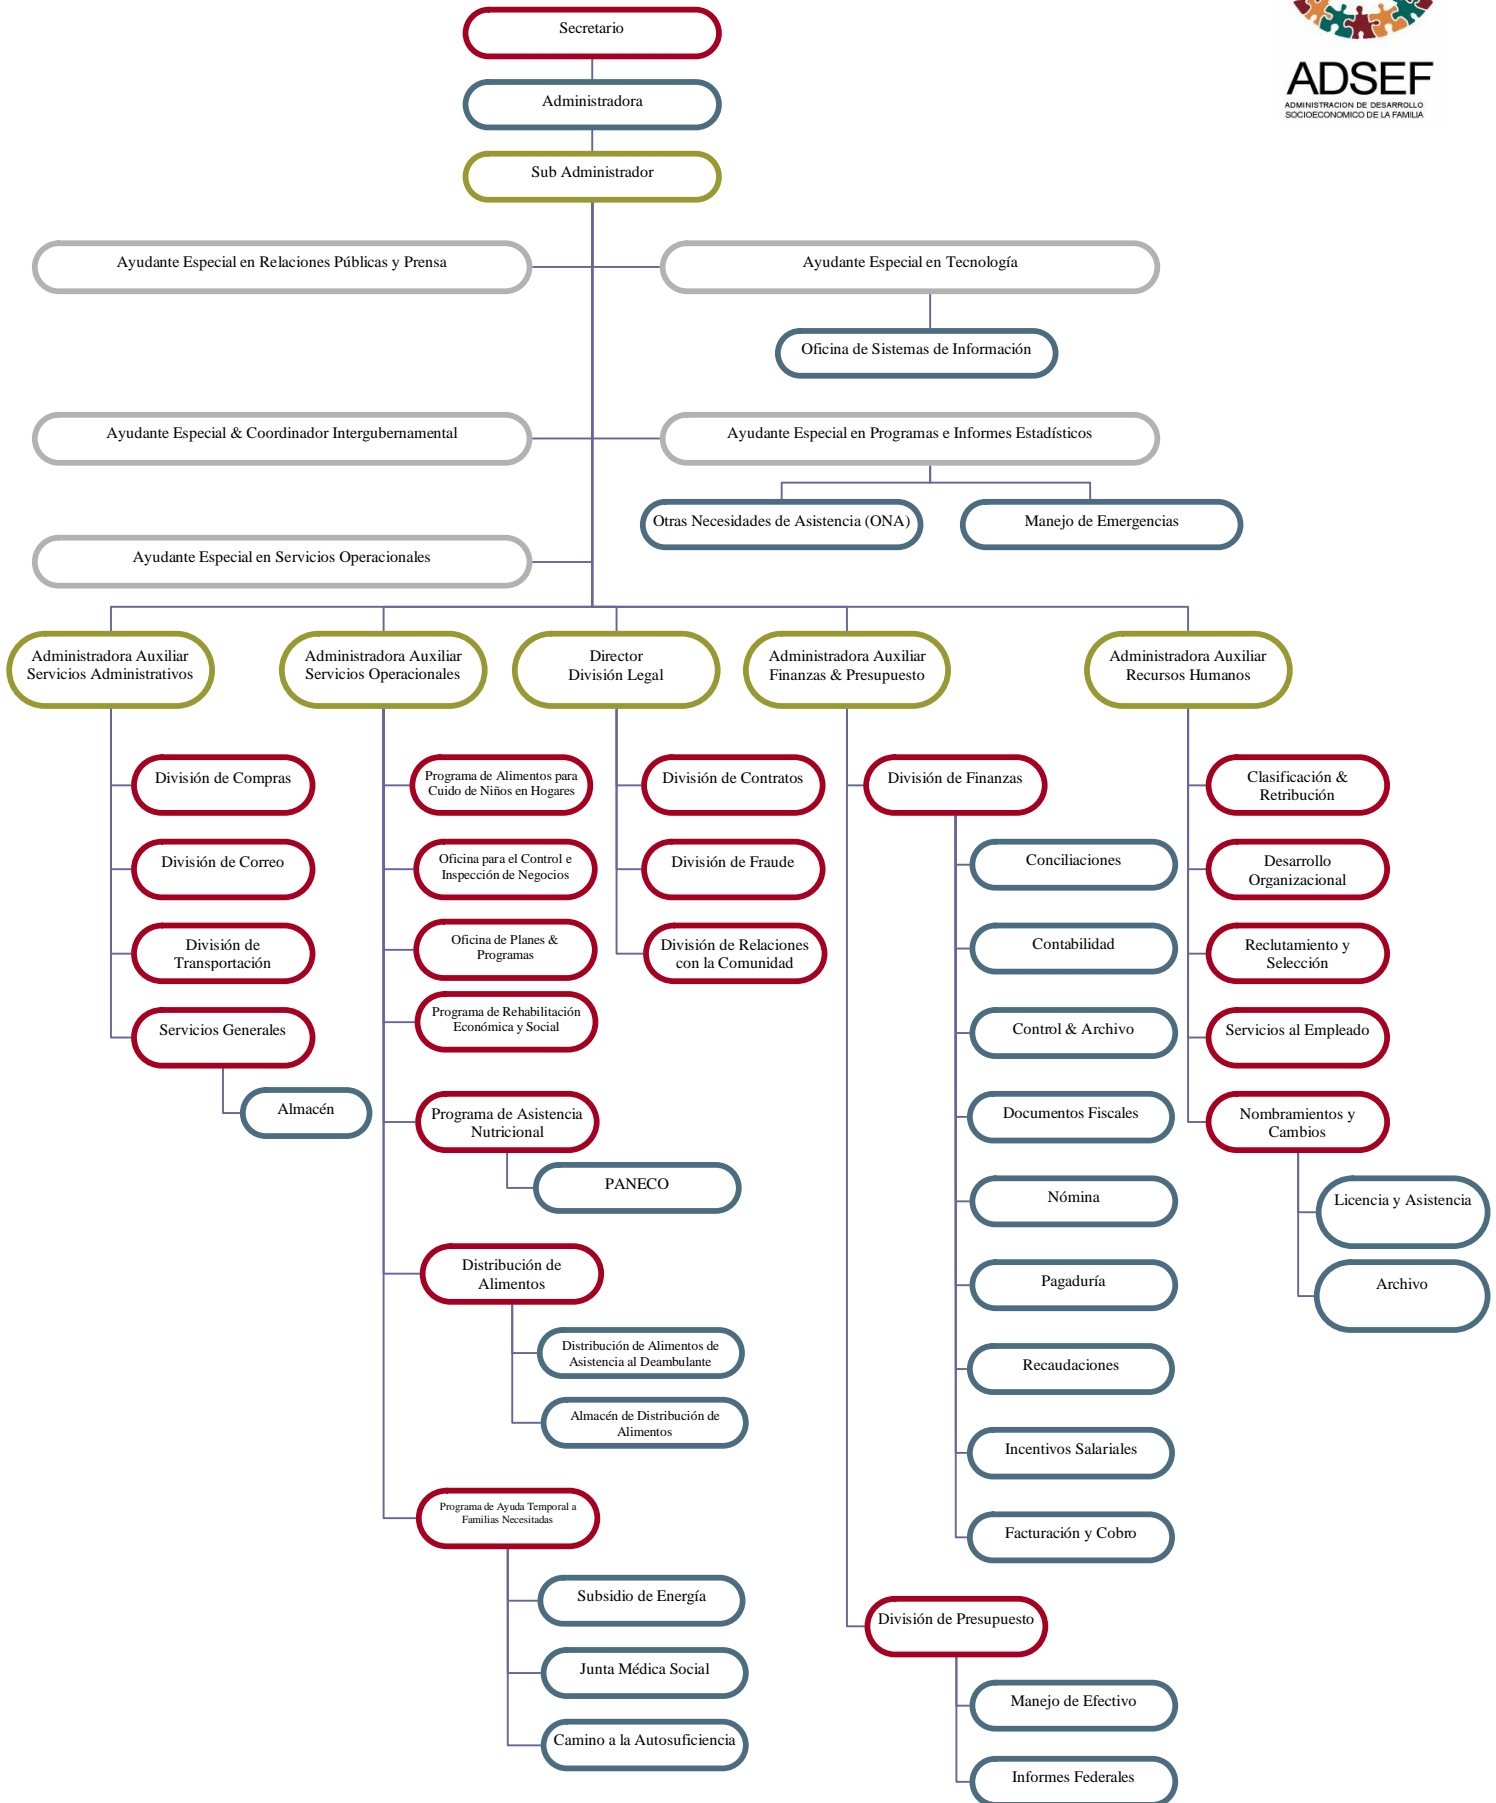 Secretario
ADSEF
ADMINISTRACION DE DESARROLLO
SOCIOECONOMICO DE LA FAMILIA
Administradora
Sub Administrador
Ayudante Especial en Relaciones Públicas y Prensa
Ayudante Especial en Tecnología
Oficina de Sistemas de Información
Ayudante Especial & Coordinador Intergubernamental
Ayudante Especial en Programas e Informes Estadísticos
Otras Necesidades de Asistencia (ONA)
Manejo de Emergencias
Ayudante Especial en Servicios Operacionales
Administradora Auxiliar
Servicios Administrativos
División de Compras
División de Correo
División de
Transportación
Servicios Generales
Almacén
Administradora Auxiliar
Servicios Operacionales
Programa de Alimentos para
Cuido de Niños en Hogares
Oficina para el Control e
Inspección de Negocios
Oficina de Planes &
Programas
Programa de Rehabilitación
Económica y Social
Programa de Asistencia
Nutricional
PANECO
Distribución de
Alimentos
Distribución de Alimentos de
Asistencia al Deambulante
Almacén de Distribución de
Alimentos
Programa de Ayuda Temporal a
Familias Necesitadas
Subsidio de Energía
Junta Médica Social
Camino a la Autosuficiencia
Director
División Legal
División de Contratos
División de Fraude
División de Relaciones
con la Comunidad
Administradora Auxiliar
Finanzas & Presupuesto
División de Finanzas
Conciliaciones
Contabilidad
Control & Archivo
Documentos Fiscales
Nómina
Pagaduría
Recaudaciones
Incentivos Salariales
Facturación y Cobro
División de Presupuesto
Manejo de Efectivo
Informes Federales
Administradora Auxiliar
Recursos Humanos
Clasificación &
Retribución
Desarrollo
Organizacional
Reclutamiento y
Selección
Servicios al Empleado
Nombramientos y
Cambios
Licencia y Asistencia
Archivo